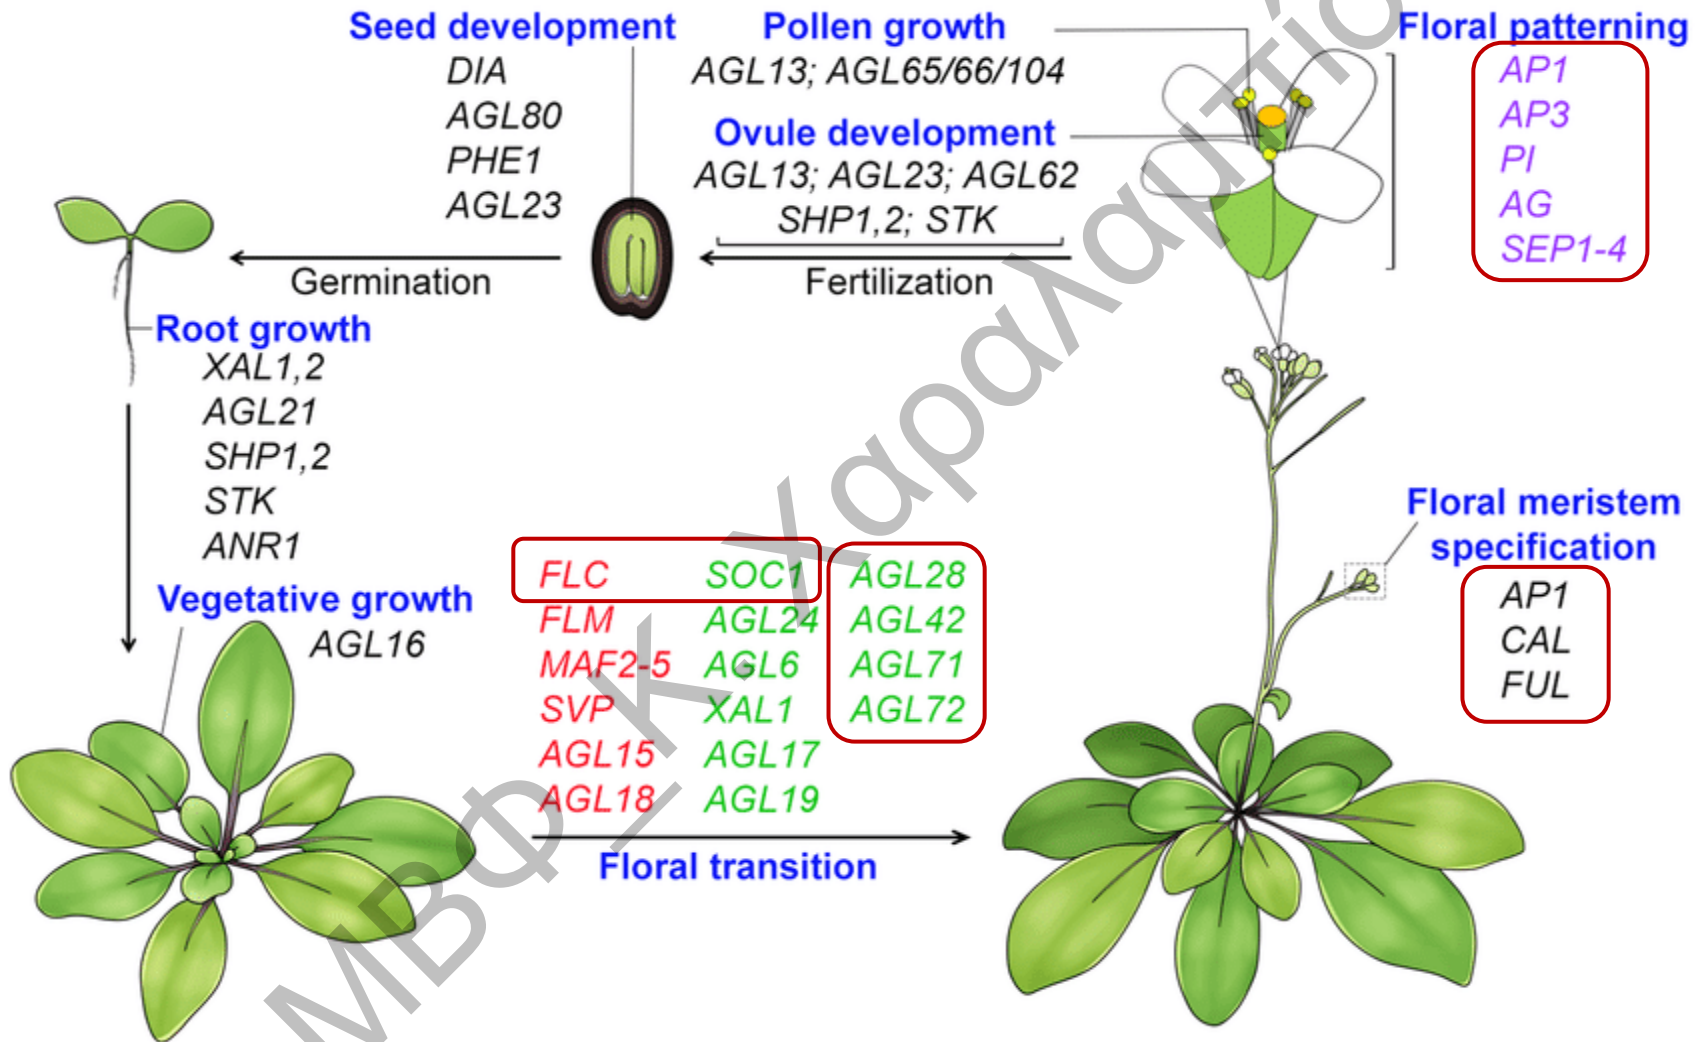 Seed development
DIA
AGL80
PHE1
AGL23
Pollen growth
AGL13; AGL65/66/104
Ovule development
AGL13; AGL23; AGL62
SHP1,2; STK
Floral patterning
AP1
AP3
PI
AG
SEP1-4
Germination
Fertilization
Root growth
XAL1,2
AGL21
SHP1,2
STK
ANR1
Vegetative growth
AGL16
FLC SOC1 AGL28
FLM AGL24 AGL42
MAF2-5 AGL6 AGL71
SVP XAL1 AGL72
AGL15 AGL17
AGL18 AGL19
Floral transition
Floral meristem
specification
AP1
CAL
FUL
ΜΒΦ_Κ. Χαραλαμπί